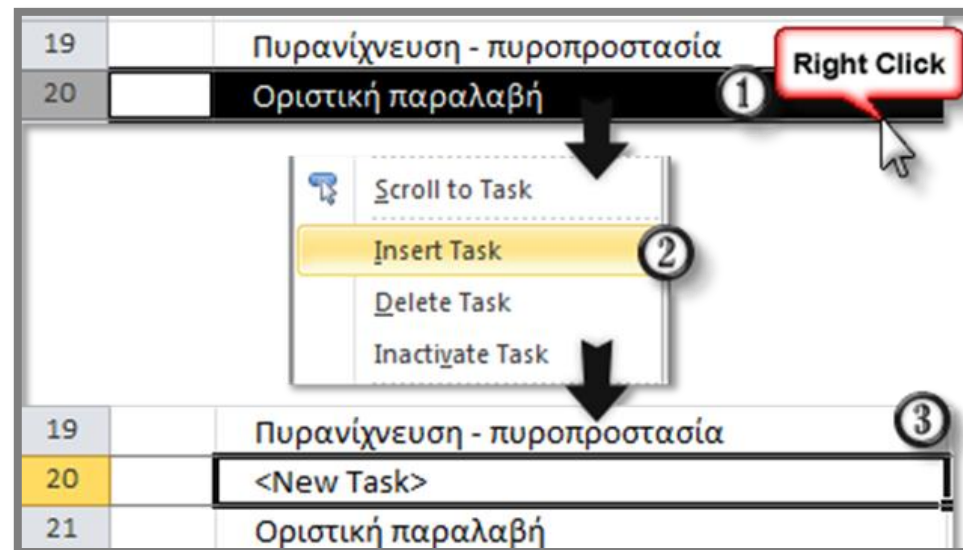 19 Πυρανίχνευση - πυροπροστασία
Right Click
20 Οριστική παραλαβή 1
Scroll to Task
Insert Task 2
Delete Task
Inactivate Task
3
19 Πυρανίχνευση - πυροπροστασία
20 <New Task>
21 Οριστική παραλαβή